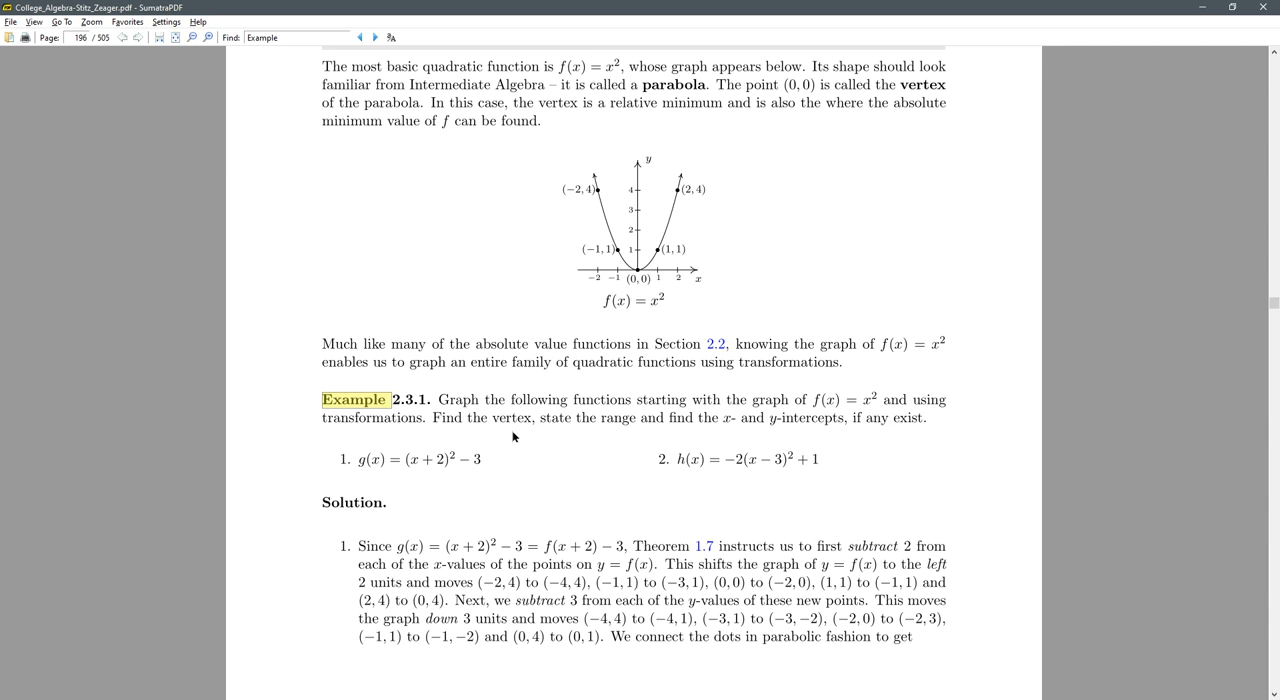 College_Algebra-Stitz_Zeager.pdf - SumatraPDF
File View Go To Zoom Favorites Settings Help
Page: 196 / 505 Find: Example
The most basic quadratic function is f(x) = x², whose graph appears below. Its shape should look
familiar from Intermediate Algebra – it is called a parabola. The point (0, 0) is called the vertex
of the parabola. In this case, the vertex is a relative minimum and is also the where the absolute
minimum value of f can be found.
y
(−2, 4) 4 (2, 4)
3
2
(−1, 1) 1 (1, 1)
−2 −1 (0, 0) 1 2 x
f(x) = x²
Much like many of the absolute value functions in Section 2.2, knowing the graph of f(x) = x²
enables us to graph an entire family of quadratic functions using transformations.
Example 2.3.1. Graph the following functions starting with the graph of f(x) = x² and using
transformations. Find the vertex, state the range and find the x- and y-intercepts, if any exist.
1. g(x) = (x + 2)² − 3 2. h(x) = −2(x − 3)² + 1
Solution.
1. Since g(x) = (x + 2)² − 3 = f(x + 2) − 3, Theorem 1.7 instructs us to first subtract 2 from
each of the x-values of the points on y = f(x). This shifts the graph of y = f(x) to the left
2 units and moves (−2, 4) to (−4, 4), (−1, 1) to (−3, 1), (0, 0) to (−2, 0), (1, 1) to (−1, 1) and
(2, 4) to (0, 4). Next, we subtract 3 from each of the y-values of these new points. This moves
the graph down 3 units and moves (−4, 4) to (−4, 1), (−3, 1) to (−3, −2), (−2, 0) to (−2, 3),
(−1, 1) to (−1, −2) and (0, 4) to (0, 1). We connect the dots in parabolic fashion to get